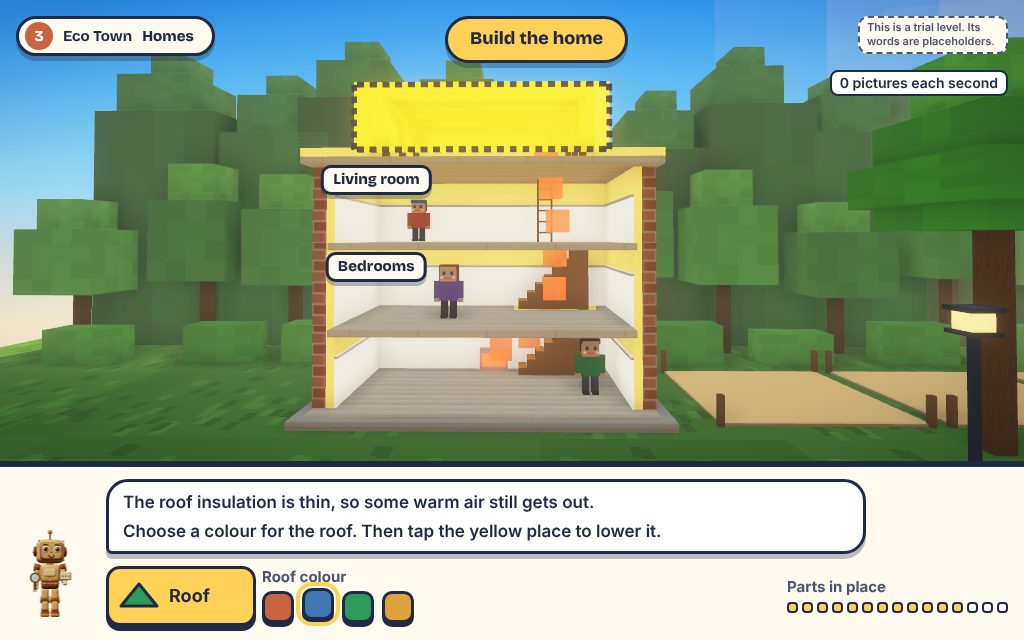 3 Eco Town Homes
Build the home
This is a trial level. Its
words are placeholders.
0 pictures each second
Living room
Bedrooms
The roof insulation is thin, so some warm air still gets out.
Choose a colour for the roof. Then tap the yellow place to lower it.
Roof
Roof colour
Parts in place